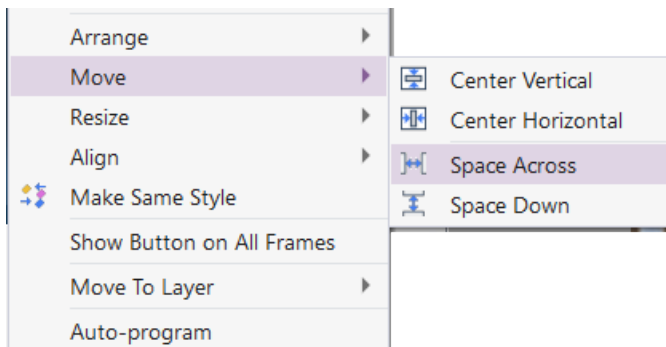 Arrange
Move
Resize
Align
Make Same Style
Show Button on All Frames
Move To Layer
Auto-program
Center Vertical
Center Horizontal
Space Across
Space Down